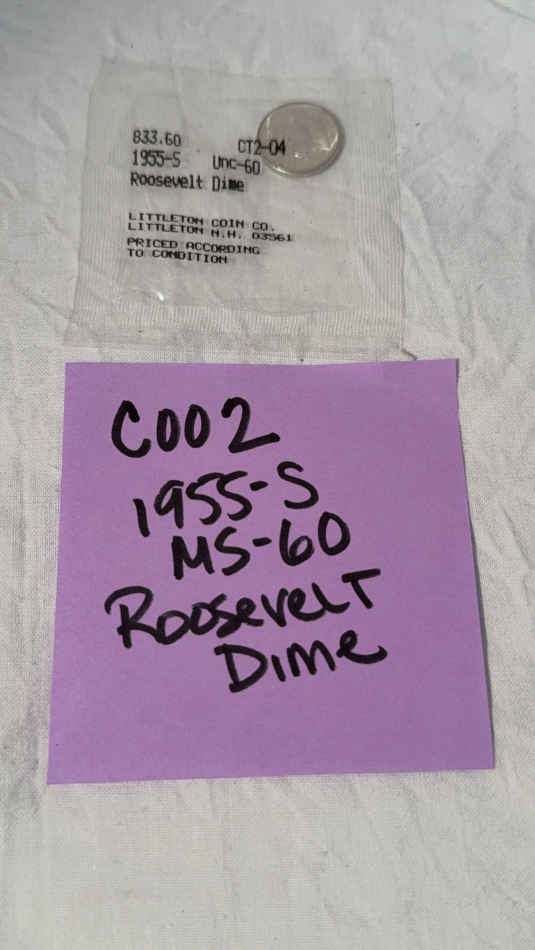 833.60 CT2-04
1955-S Unc-60
Roosevelt Dime
LITTLETON COIN CO.
LITTLETON N.H. 03561
PRICED ACCORDING
TO CONDITION
C002
1955-S
MS-60
Roosevelt
Dime